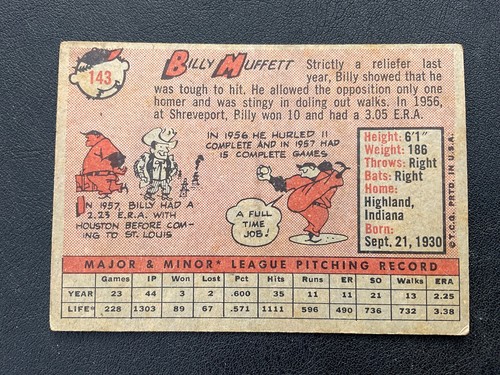 143
BILLY MUFFETT
Strictly a reliefer last
year, Billy showed that he
was tough to hit. He allowed the opposition only one
homer and was stingy in doling out walks. In 1956,
at Shreveport, Billy won 10 and had a 3.05 E.R.A.
IN 1956 HE HURLED 11
COMPLETE AND IN 1957 HAD
15 COMPLETE GAMES
IN 1957, BILLY HAD A
2.23 E.R.A. WITH
HOUSTON BEFORE COM-
ING TO ST. LOUIS
A FULL
TIME
JOB!
Height: 6'1"
Weight: 186
Throws: Right
Bats: Right
Home:
Highland,
Indiana
Born:
Sept. 21, 1930
© T.C.G. PRTD. IN U.S.A.
MAJOR & MINOR* LEAGUE PITCHING RECORD
Games IP Won Lost Pct Hits Runs ER SO Walks ERA
YEAR 23 44 3 2 .600 35 11 11 21 13 2.25
LIFE* 228 1303 89 67 .571 1111 596 490 736 732 3.38